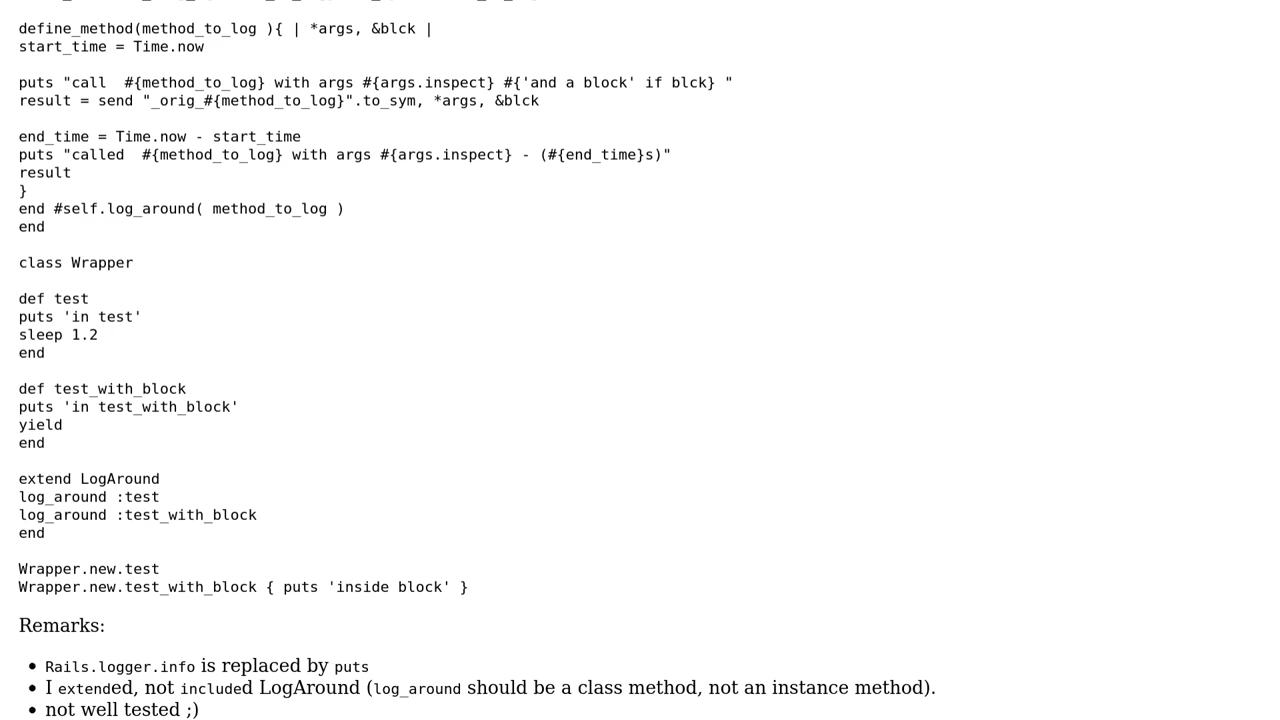 define_method(method_to_log ){ | *args, &blck |
start_time = Time.now
puts "call  #{method_to_log} with args #{args.inspect} #{'and a block' if blck} "
result = send "_orig_#{method_to_log}".to_sym, *args, &blck
end_time = Time.now - start_time
puts "called  #{method_to_log} with args #{args.inspect} - (#{end_time}s)"
result
}
end #self.log_around( method_to_log )
end
class Wrapper
def test
puts 'in test'
sleep 1.2
end
def test_with_block
puts 'in test_with_block'
yield
end
extend LogAround
log_around :test
log_around :test_with_block
end
Wrapper.new.test
Wrapper.new.test_with_block { puts 'inside block' }
Remarks:
• Rails.logger.info is replaced by puts
• I extended, not included LogAround (log_around should be a class method, not an instance method).
• not well tested ;)